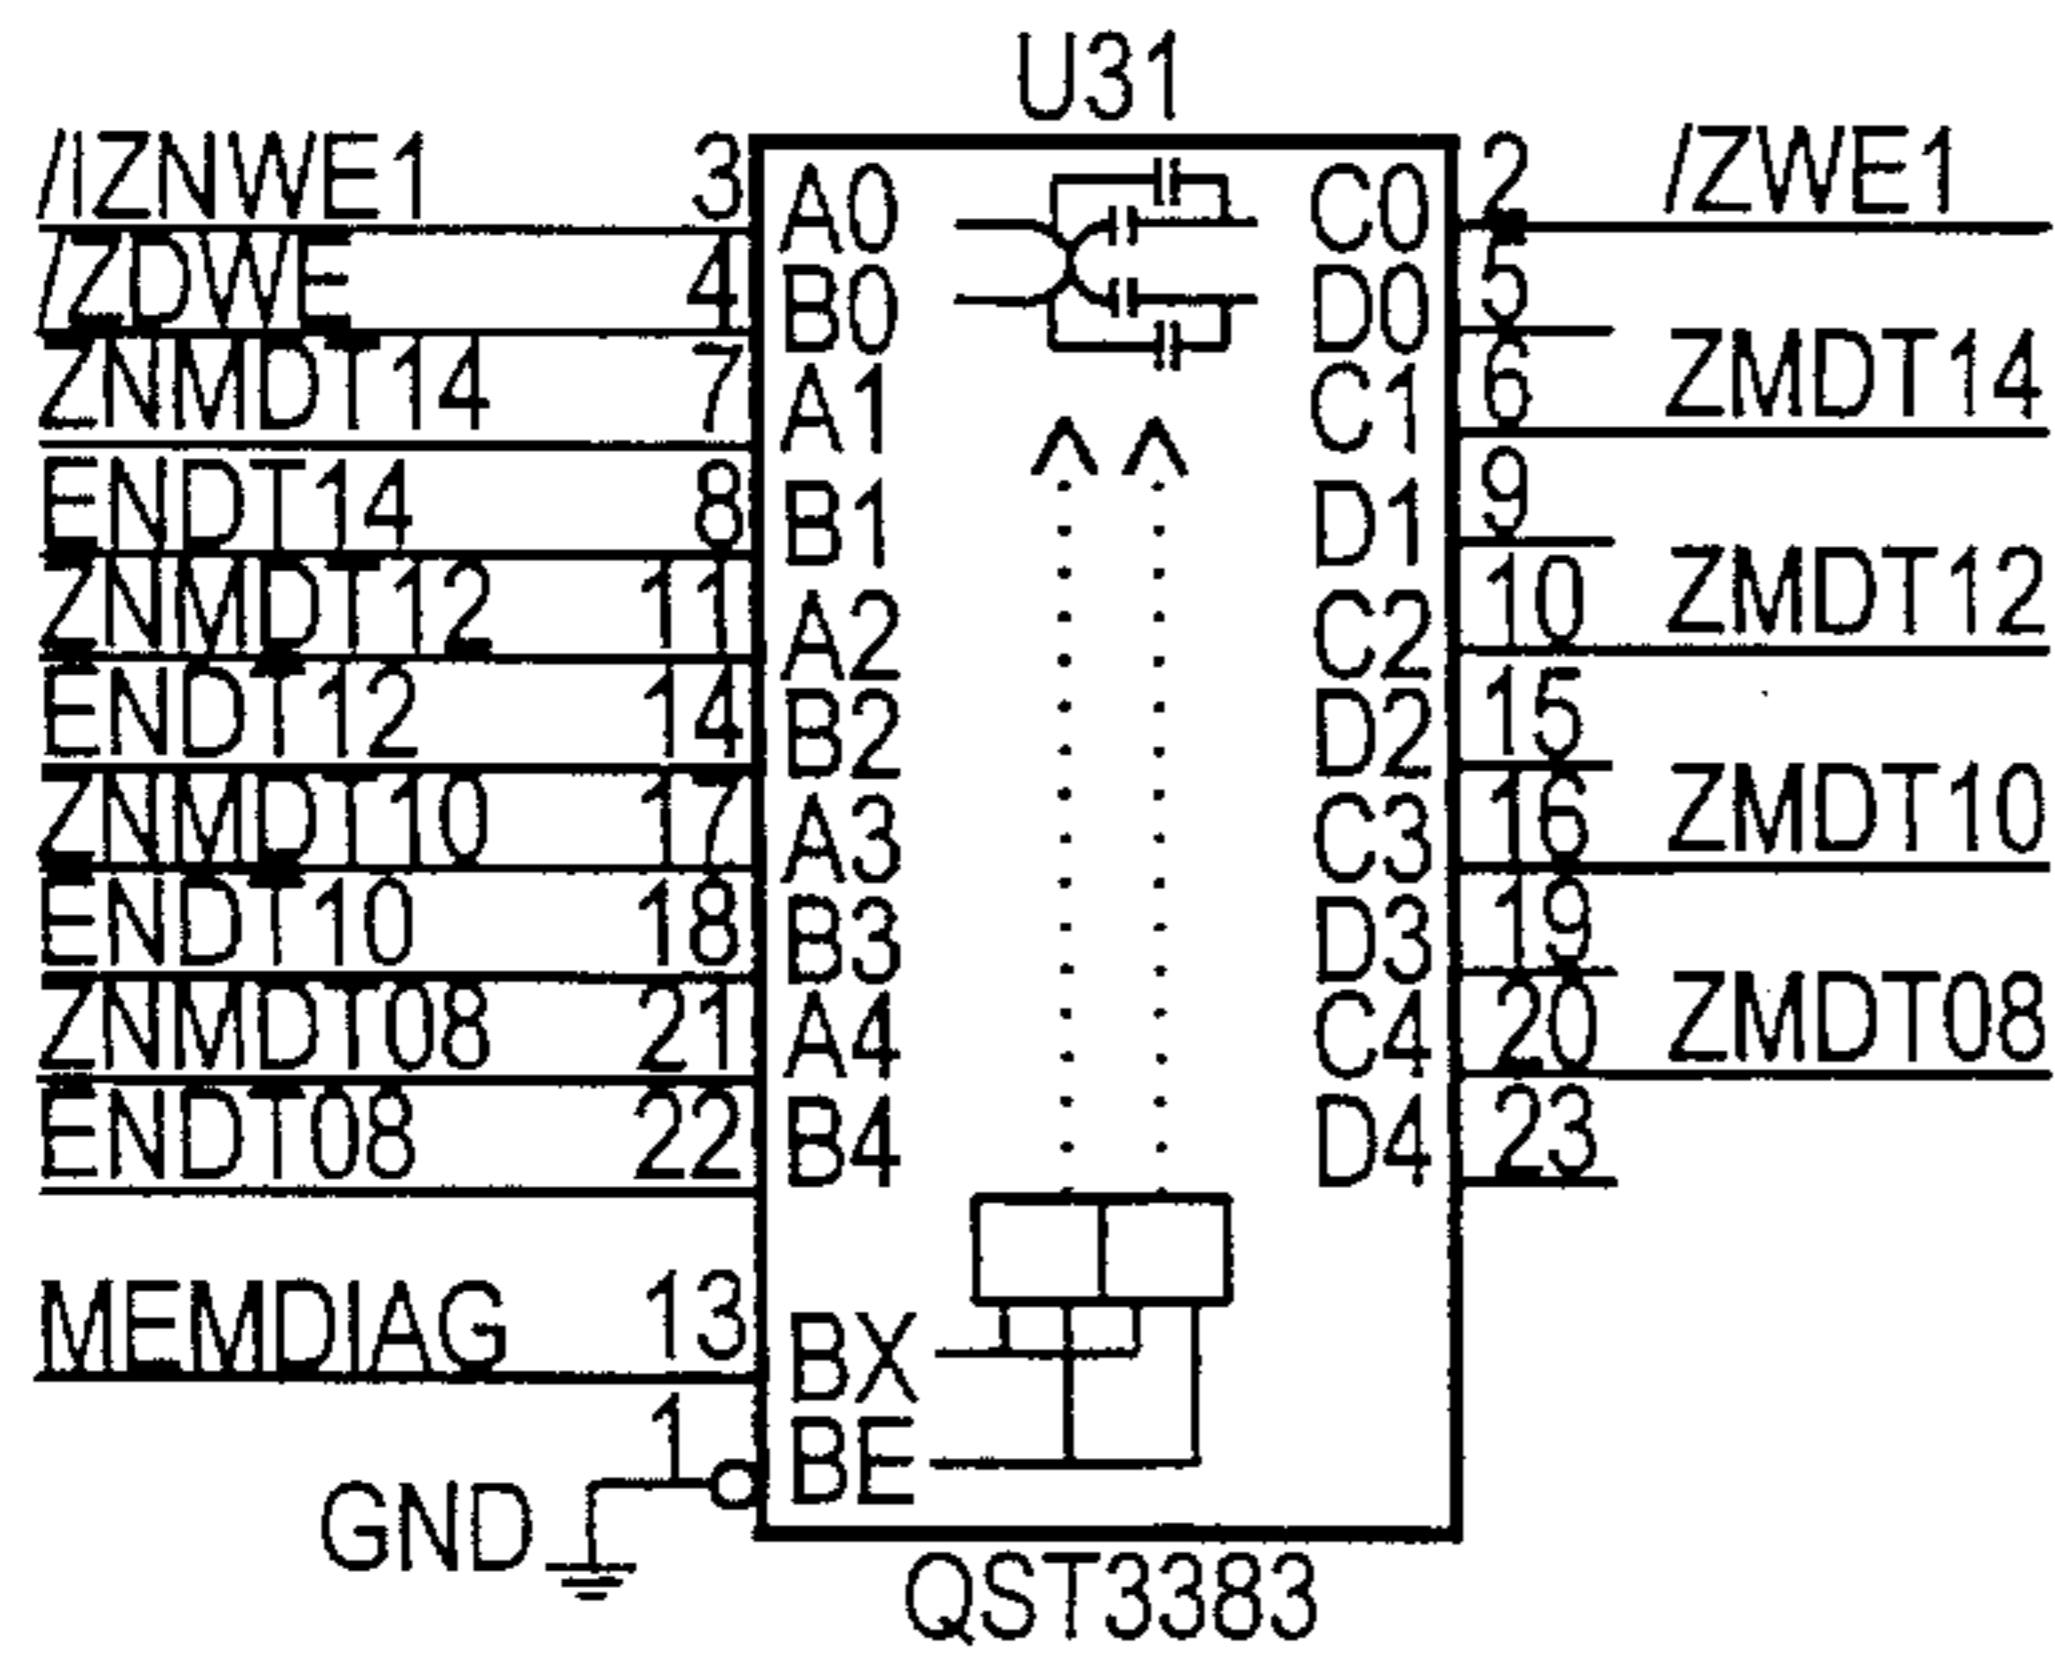 U31
/IZNWE1 3 A0 C0 2 /ZWE1
/ZDWE 4 B0 D0 5
ZNMDT14 7 A1 C1 6 ZMDT14
ENDT14 8 B1 D1 9
ZNMDT12 11 A2 C2 10 ZMDT12
ENDT12 14 B2 D2 15
ZNMDT10 17 A3 C3 16 ZMDT10
ENDT10 18 B3 D3 19
ZNMDT08 21 A4 C4 20 ZMDT08
ENDT08 22 B4 D4 23
MEMDIAG 13 BX
1 BE
GND
QST3383